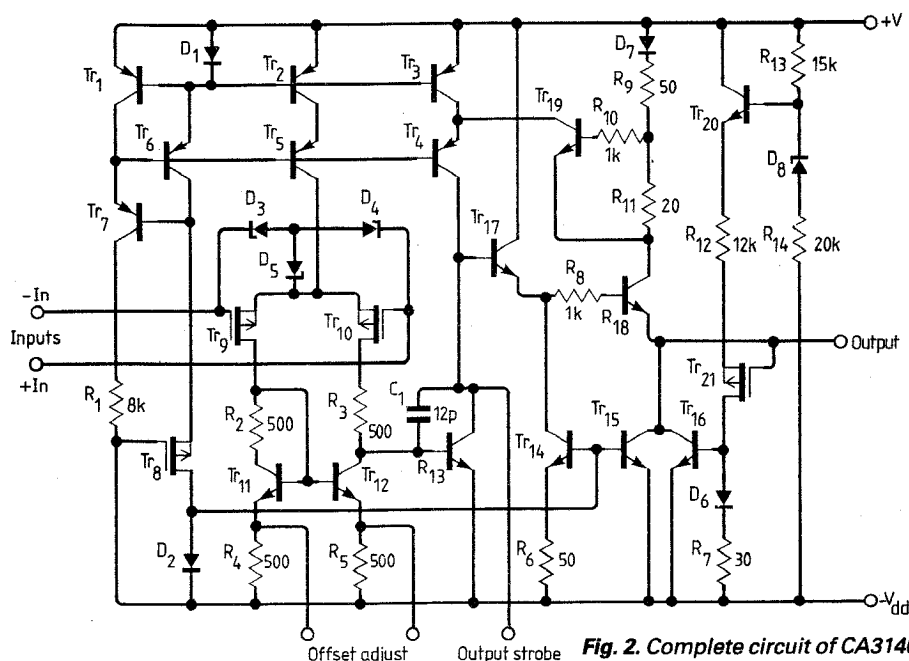 +V
D1
D7
R13
15k
Tr1
Tr2
Tr3
R9
50
Tr19
R10
1k
Tr20
Tr6
Tr5
Tr4
D8
R11
20
Tr7
D3
D4
Tr17
R12
12k
R14
20k
D5
R8
1k
R18
-In
Inputs
+In
Tr9
Tr10
Output
Tr21
R1
8k
R2
500
R3
500
C1
12p
Tr8
R13
Tr14
Tr15
Tr16
Tr11
Tr12
D6
D2
R4
500
R5
500
R6
50
R7
30
-Vdd
Offset adjust
Output strobe
Fig. 2. Complete circuit of CA314